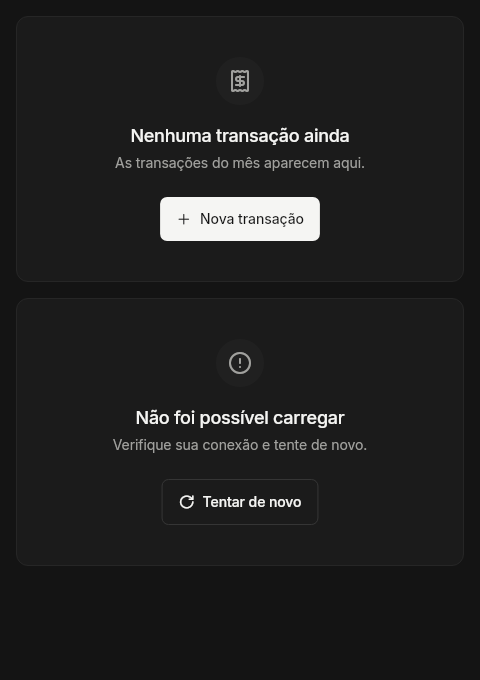 Nenhuma transação ainda
As transações do mês aparecem aqui.
Nova transação
Não foi possível carregar
Verifique sua conexão e tente de novo.
Tentar de novo